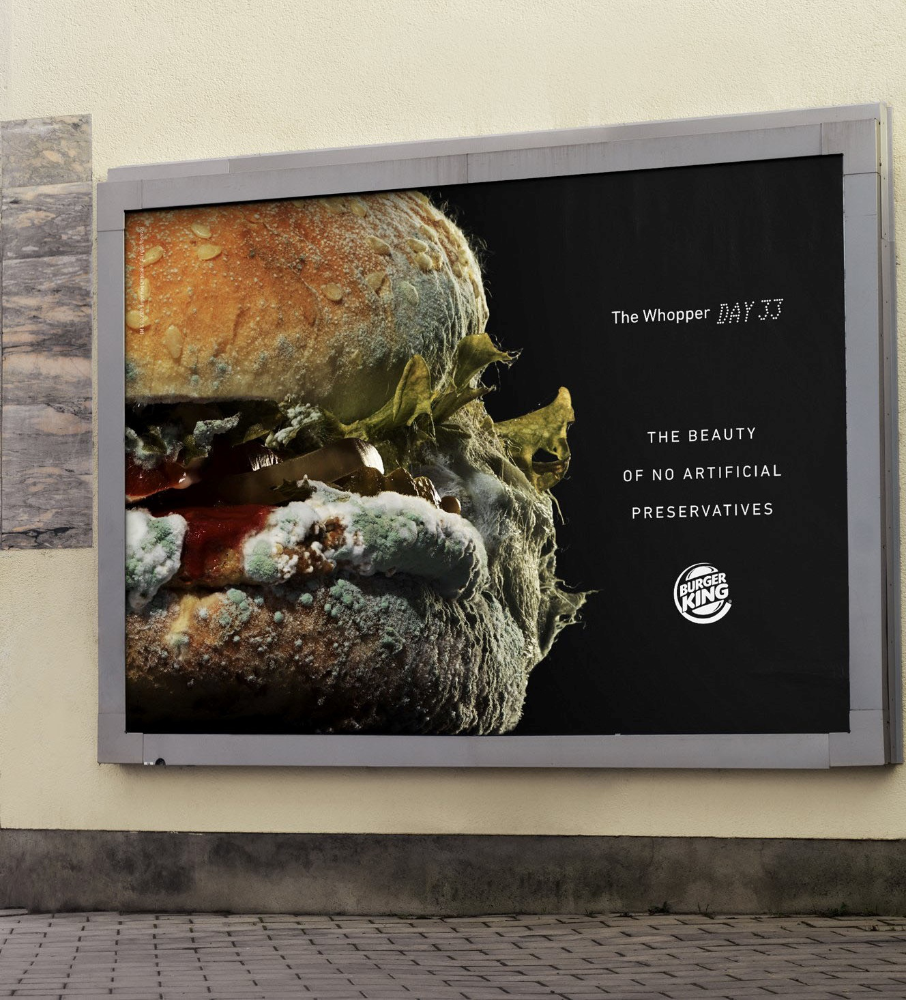 The Whopper DAY 33
THE BEAUTY
OF NO ARTIFICIAL
PRESERVATIVES
BURGER
KING